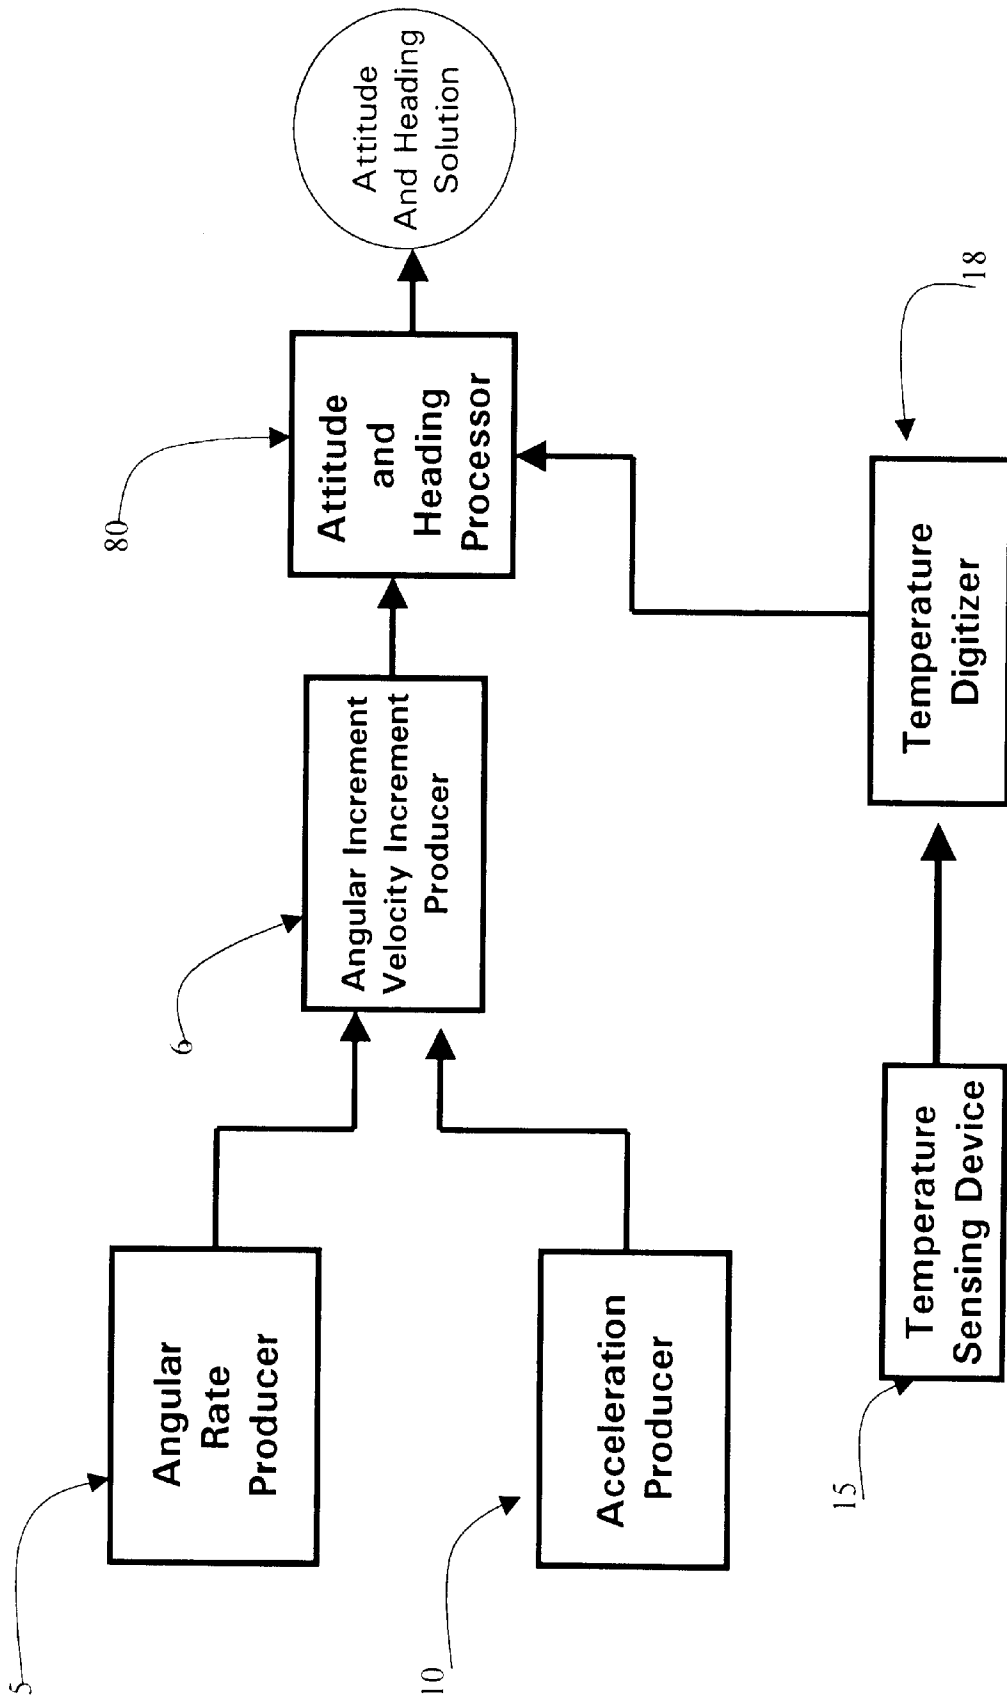 5
Angular
Rate
Producer
10
Acceleration
Producer
6
Angular Increment
Velocity Increment
Producer
80
Attitude
and
Heading
Processor
Attitude
And Heading
Solution
15
Temperature
Sensing Device
18
Temperature
Digitizer